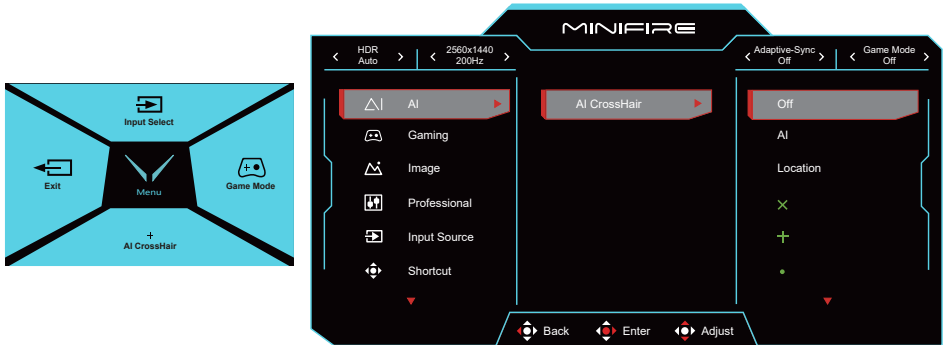 Input Select
Exit
Menu
Game Mode
AI CrossHair
MINIFIRE
HDR
Auto
2560x1440
200Hz
Adaptive-Sync
Off
Game Mode
Off
AI
Gaming
Image
Professional
Input Source
Shortcut
AI CrossHair
Off
AI
Location
Back
Enter
Adjust